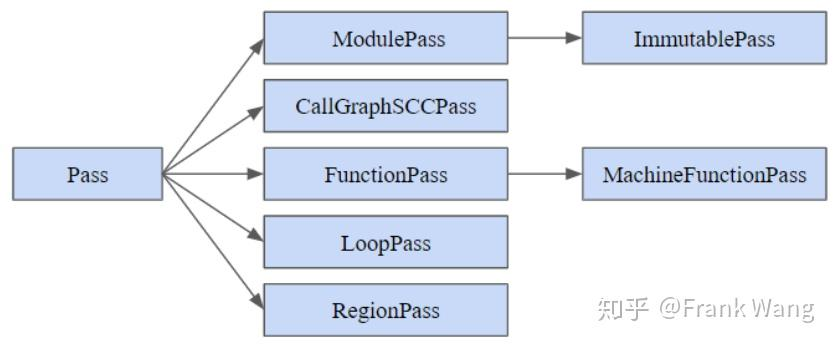 ModulePass
ImmutablePass
CallGraphSCCPass
Pass
FunctionPass
MachineFunctionPass
LoopPass
RegionPass
知乎 @Frank Wang